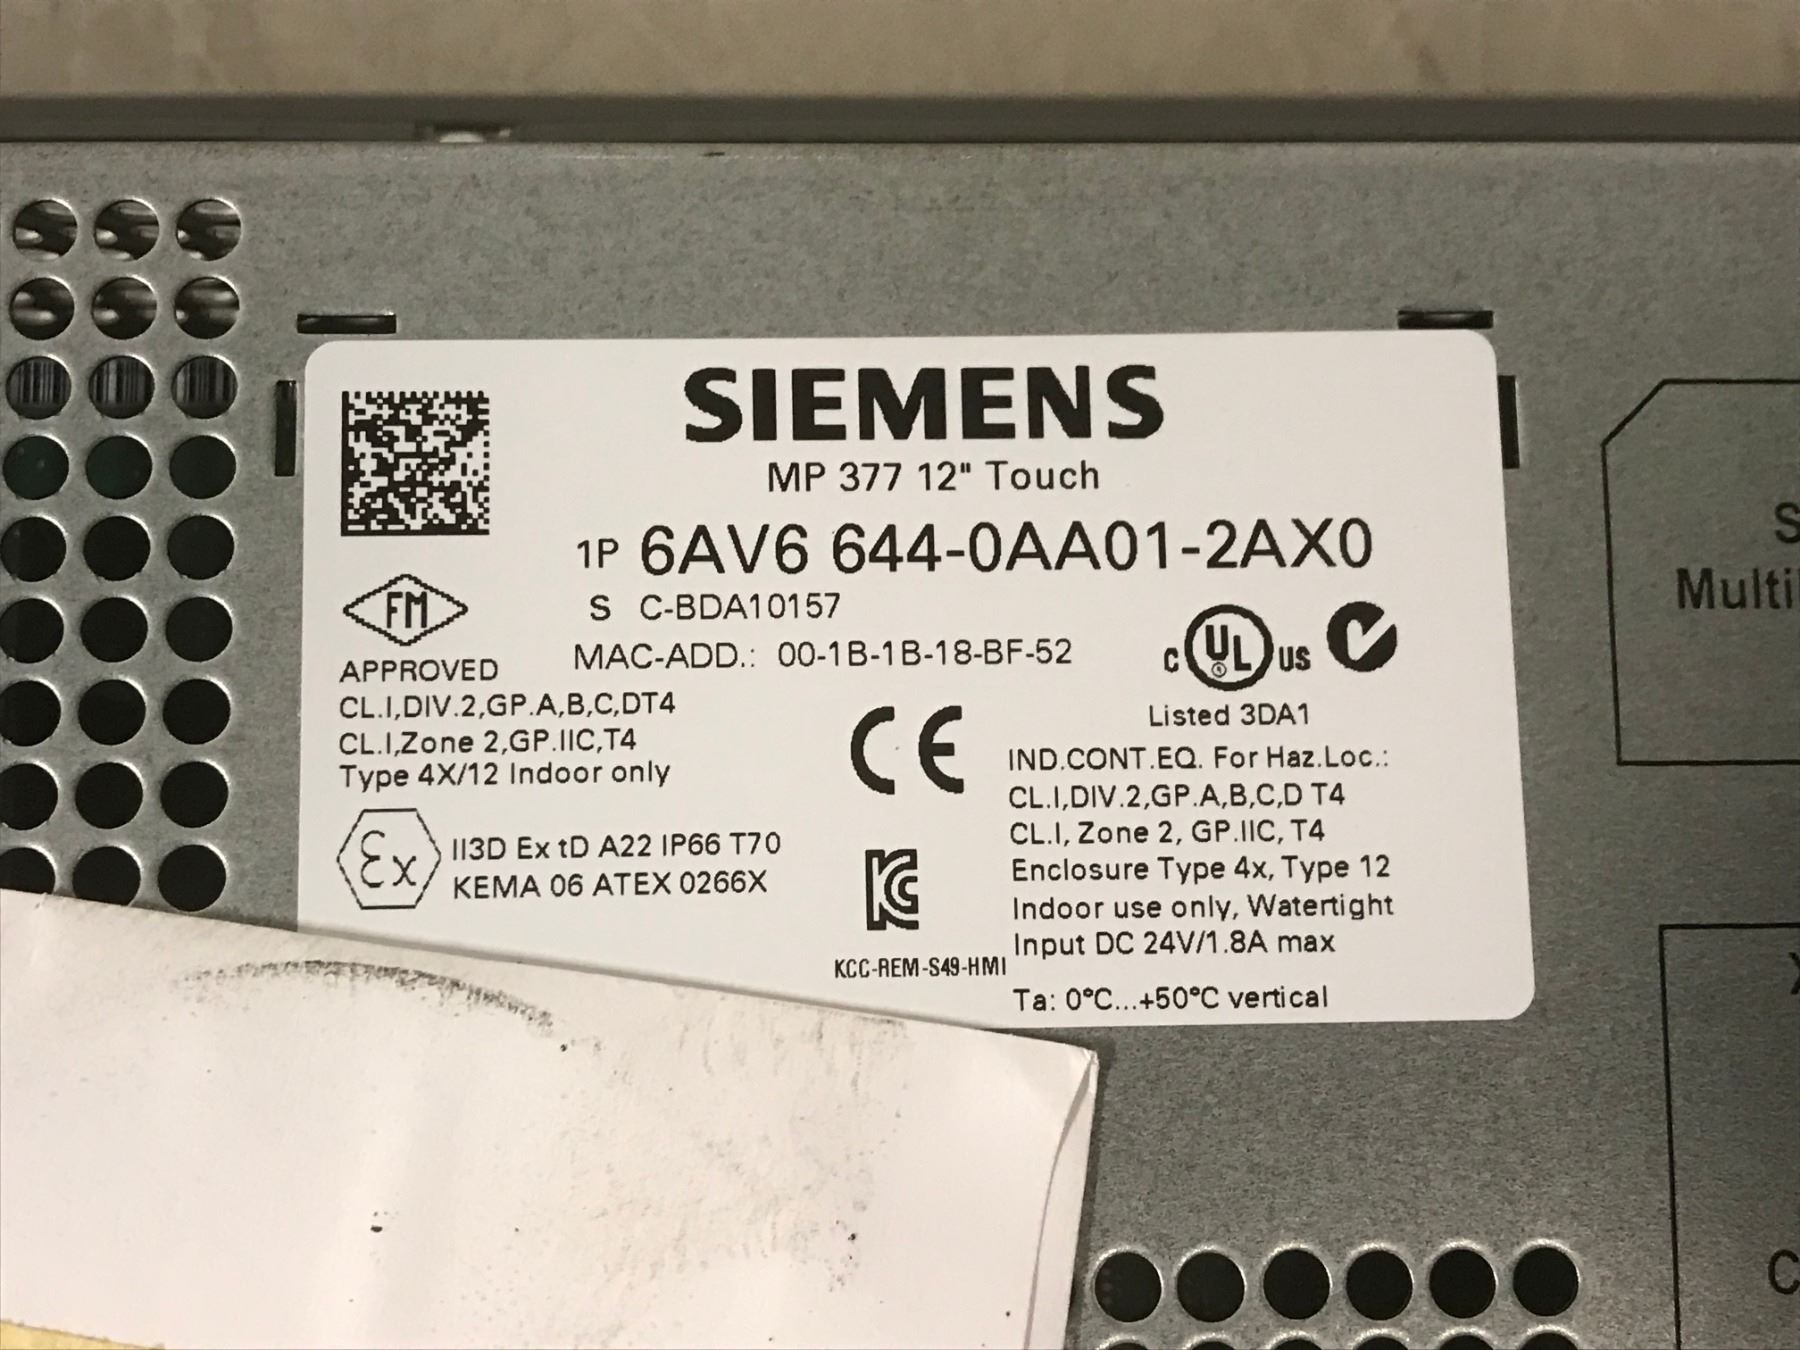 SIEMENS
MP 377 12" Touch
1P 6AV6 644-0AA01-2AX0
S C-BDA10157
MAC-ADD.: 00-1B-1B-18-BF-52
FM
APPROVED
CL.I,DIV.2,GP.A,B,C,DT4
CL.I,Zone 2,GP.IIC,T4
Type 4X/12 Indoor only
Ex
II3D Ex tD A22 IP66 T70
KEMA 06 ATEX 0266X
CE
KCC-REM-S49-HMI
C UL US
Listed 3DA1
IND.CONT.EQ. For Haz.Loc.:
CL.I,DIV.2,GP.A,B,C,D T4
CL.I, Zone 2, GP.IIC, T4
Enclosure Type 4x, Type 12
Indoor use only, Watertight
Input DC 24V/1.8A max
Ta: 0°C...+50°C vertical
S
Multi
C